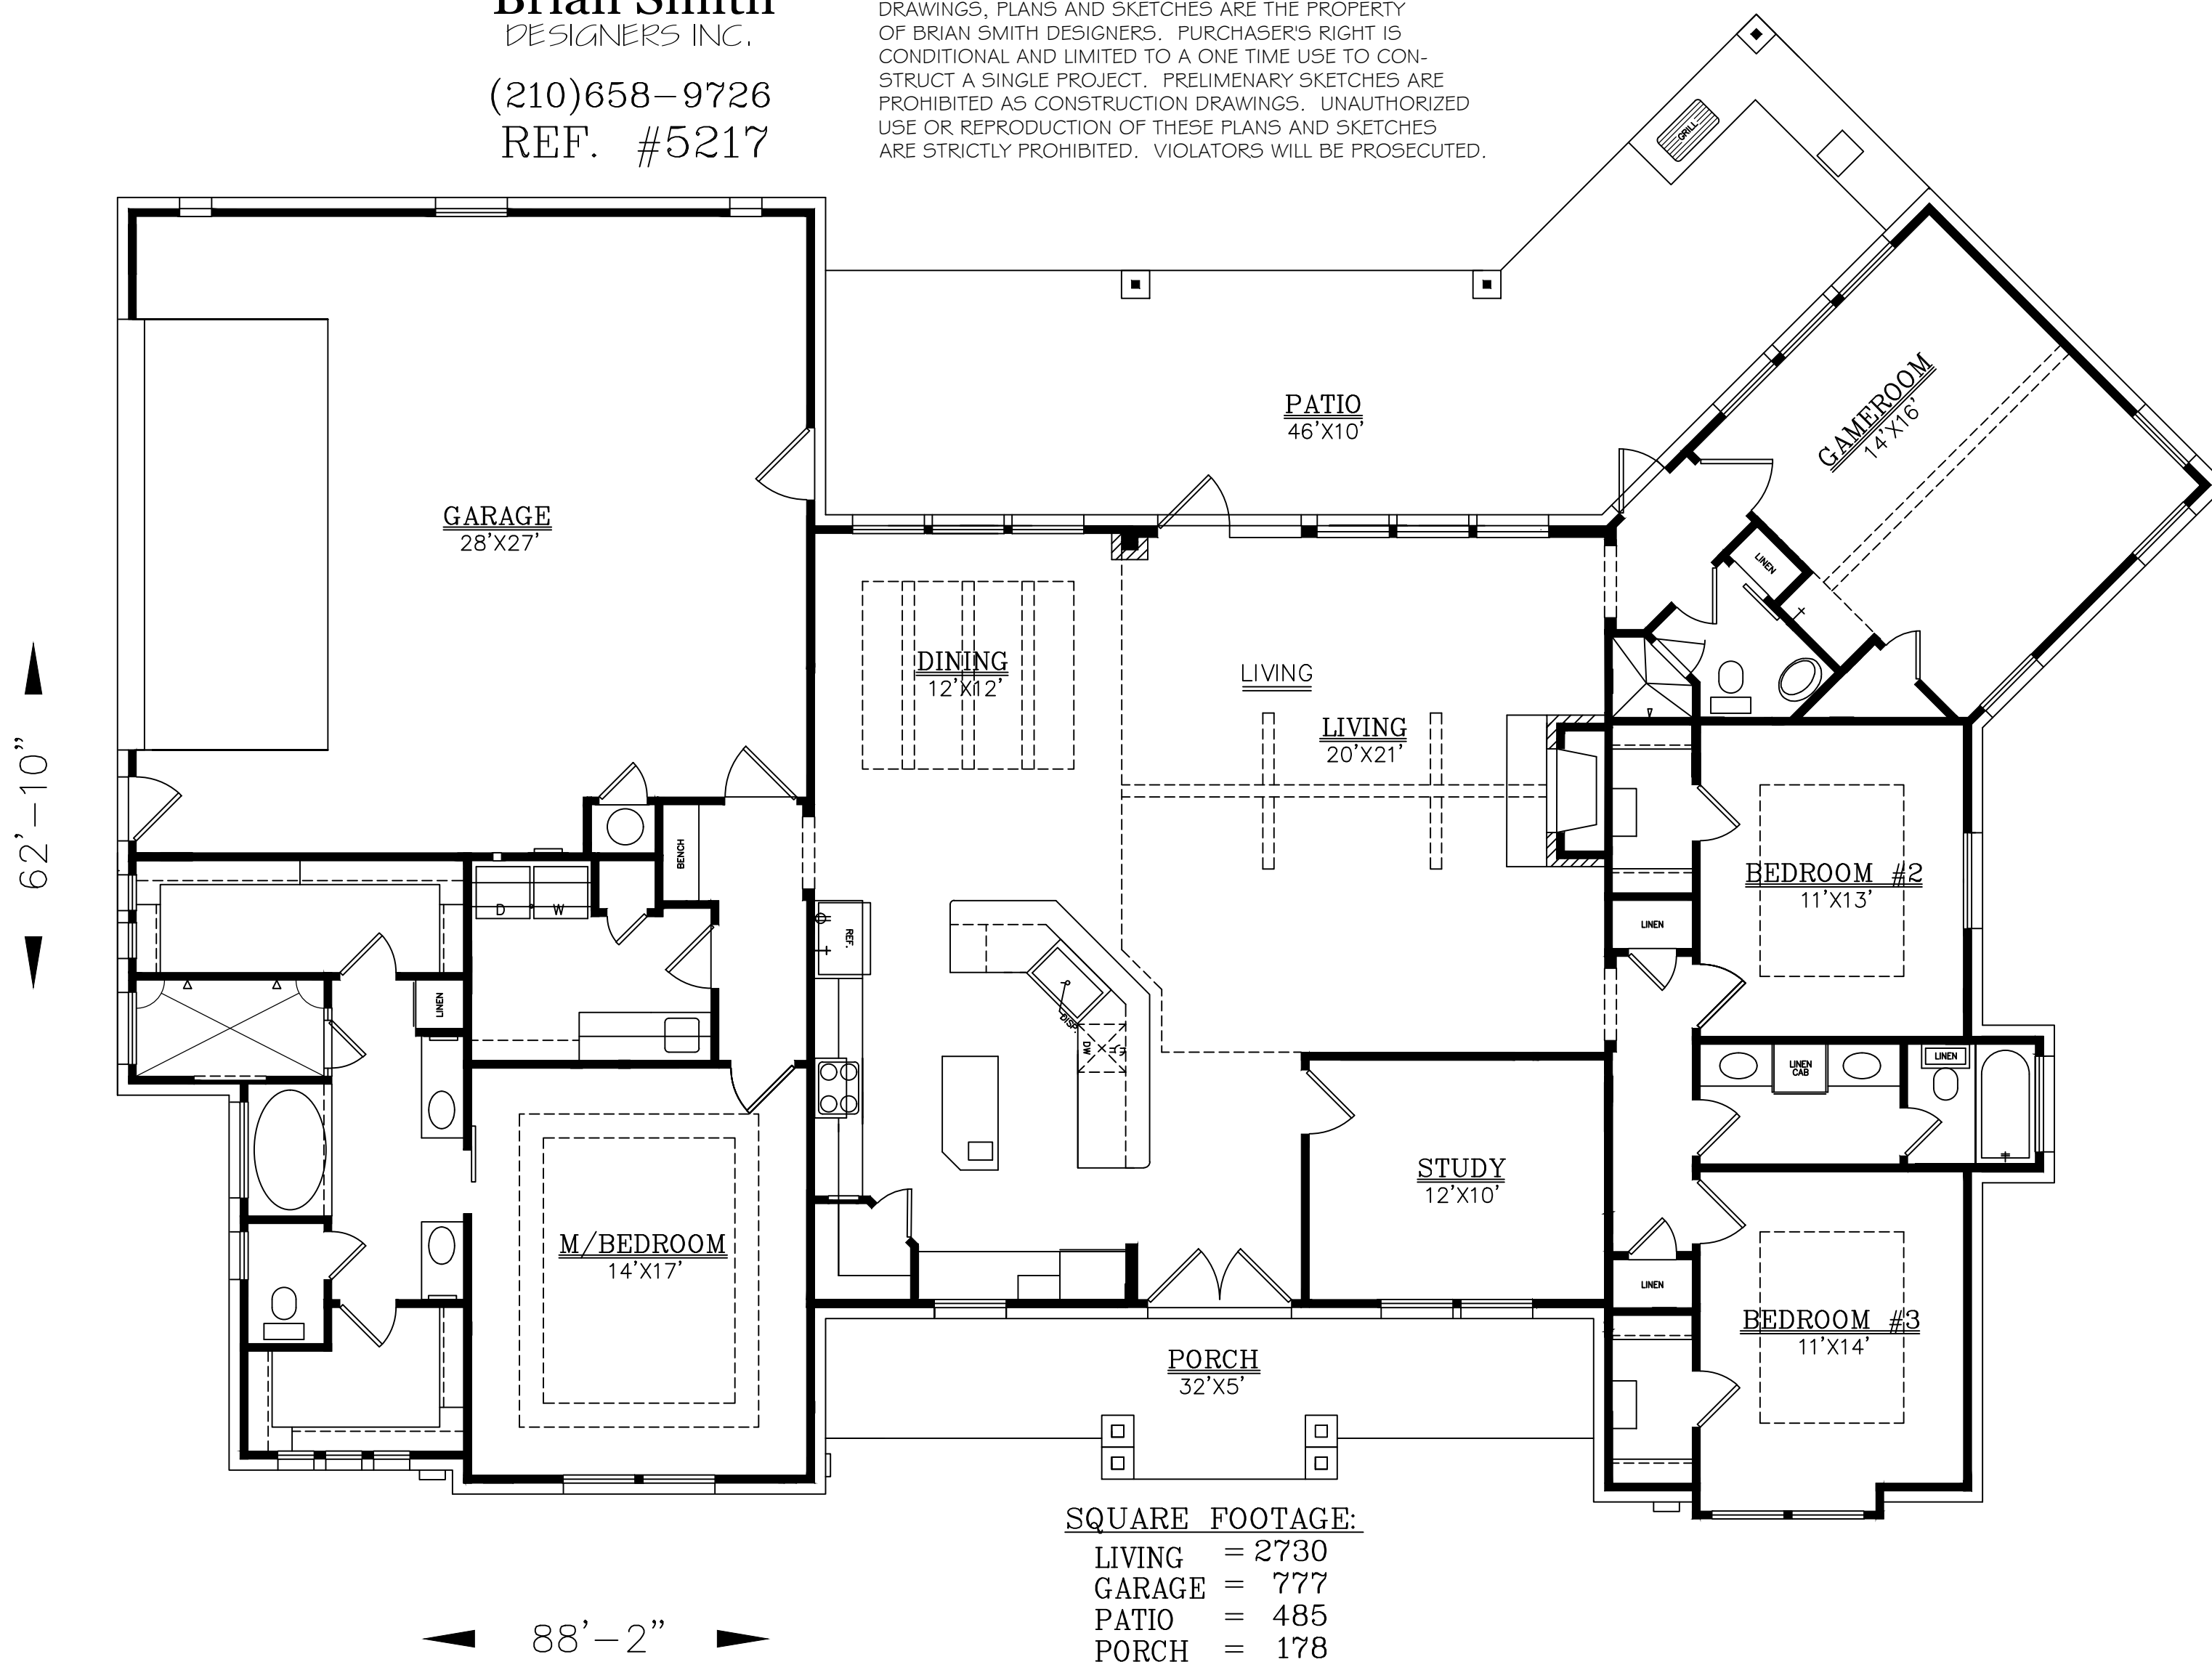 Brian Smith
DESIGNERS INC.
(210)658-9726
REF. #5217
DRAWINGS, PLANS AND SKETCHES ARE THE PROPERTY
OF BRIAN SMITH DESIGNERS. PURCHASER'S RIGHT IS
CONDITIONAL AND LIMITED TO A ONE TIME USE TO CON-
STRUCT A SINGLE PROJECT. PRELIMENARY SKETCHES ARE
PROHIBITED AS CONSTRUCTION DRAWINGS. UNAUTHORIZED
USE OR REPRODUCTION OF THESE PLANS AND SKETCHES
ARE STRICTLY PROHIBITED. VIOLATORS WILL BE PROSECUTED.
GRILL
PATIO
46'X10'
GAMEROOM
14'X16'
GARAGE
28'X27'
LINEN
DINING
12'X12'
LIVING
LIVING
20'X21'
62'-10"
BENCH
BEDROOM #2
11'X13'
D
W
REF.
LINEN
LINEN
DISP.
DW
LINEN
CAB
LINEN
STUDY
12'X10'
M/BEDROOM
14'X17'
LINEN
BEDROOM #3
11'X14'
PORCH
32'X5'
SQUARE FOOTAGE:
LIVING = 2730
GARAGE = 777
PATIO = 485
PORCH = 178
88'-2"